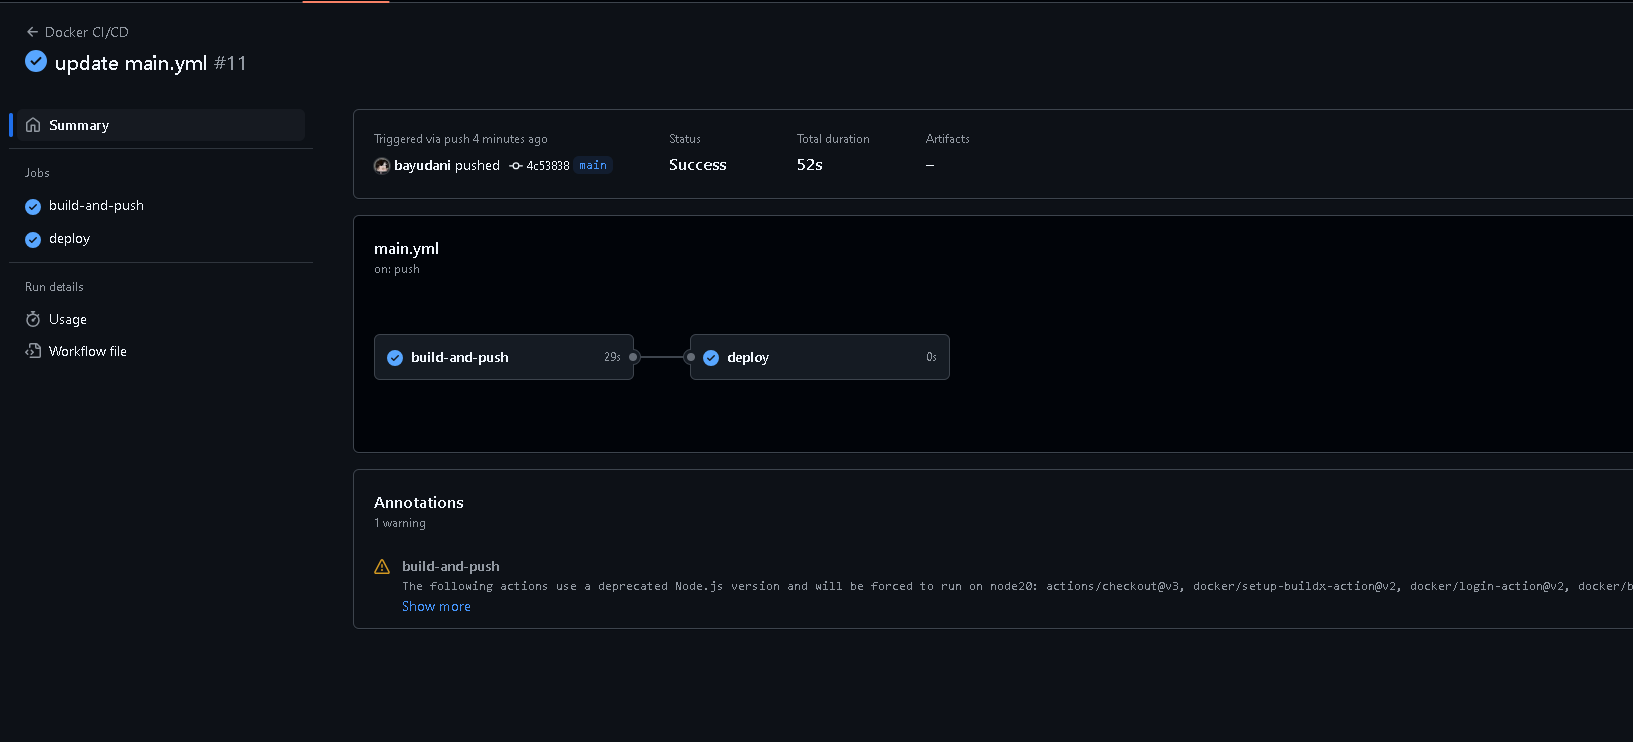 Docker CI/CD
update main.yml #11
Summary
Jobs
build-and-push
deploy
Run details
Usage
Workflow file
Triggered via push 4 minutes ago
bayudani pushed 4c53838 main
Status
Success
Total duration
52s
Artifacts
–
main.yml
on: push
build-and-push 29s
deploy 0s
Annotations
1 warning
build-and-push
The following actions use a deprecated Node.js version and will be forced to run on node20: actions/checkout@v3, docker/setup-buildx-action@v2, docker/login-action@v2, docker/b
Show more